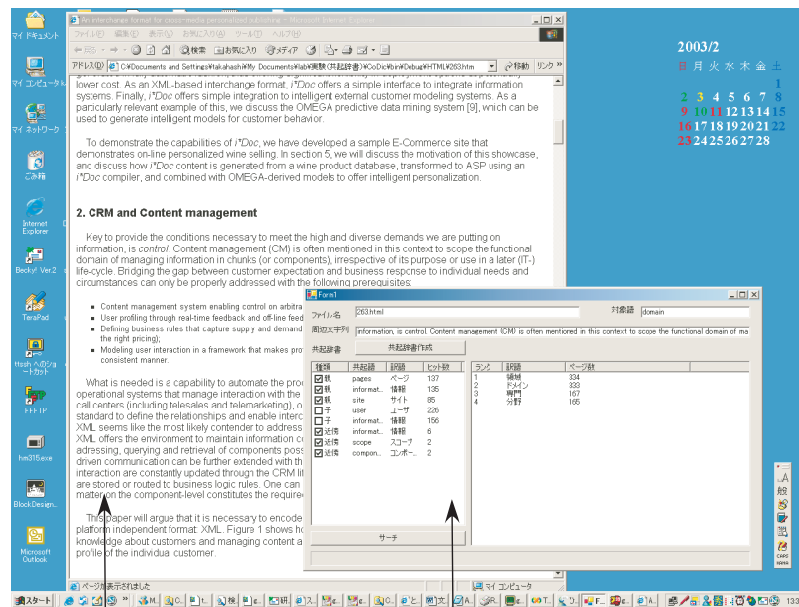 An interchange format for cross-media personalized publishing - Microsoft Internet Explorer
ファイル(F) 編集(E) 表示(V) お気に入り(A) ツール(T) ヘルプ(H)
検索 お気に入り メディア
アドレス(D) C:¥Documents and Settings¥takahashi¥My Documents¥lab¥実験(共起辞書)¥CoDic¥bin¥Debug¥HTML¥263.htm 移動 リンク »
lower cost. As an XML-based interchange format, i*Doc offers a simple interface to integrate information
systems. Finally, i*Doc offers simple integration to intelligent external customer modeling systems. As a
particularly relevant example of this, we discuss the OMEGA predictive data mining system [9], which can be
used to generate intelligent models for customer behavior.
To demonstrate the capabilities of i*Doc, we have developed a sample E-Commerce site that
demonstrates on-line personalized wine selling. In section 5, we will discuss the motivation of this showcase,
and discuss how i*Doc content is generated from a wine product database, transformed to ASP using an
i*Doc compiler, and combined with OMEGA-derived models to offer intelligent personalization.
2. CRM and Content management
Key to provide the conditions necessary to meet the high and diverse demands we are putting on
information, is control. Content management (CM) is often mentioned in this context to scope the functional
domain of managing information in chunks (or components), irrespective of its purpose or use in a later (IT-)
life-cycle. Bridging the gap between customer expectation and business response to individual needs and
circumstances can only be properly addressed with the following prerequisites:
Content management system enabling control on arbitra
User profiling through real-time feedback and off-line feed
Defining business rules that capture supply and demand
the right pricing);
Modeling user interaction in a framework that makes pro
consistent manner.
What is needed is a capability to automate the proc
operational systems that manage interaction with the
call centers (including telesales and telemarketing), o
standard to define the relationships and enable interc
XML seems like the most likely contender to address
XML offers the environment to maintain information co
adressing, querying and retrieval of components poss
driven communication can be further extended with th
interaction are constantly updated through the CRM lif
are stored or routed to business logic rules. One can
matter on the component-level constitutes the require
This paper will argue that it is necessary to encode
platform independent format: XML. Figure 1 shows ho
knowledge about customers and managing content a
profile of the individual customer.
ページが表示されました
マイ コンピュータ
Form1
ファイル名 263.html 対象語 domain
周辺文字列 information, is control. Content management (CM) is often mentioned in this context to scope the functional domain of ma
共起辞書 共起辞書作成
種類 共起語 訳語 ヒット数
親 pages ページ 137
親 informat... 情報 135
親 site サイト 85
子 user ユーザ 226
子 informat... 情報 156
近傍 informat... 情報 6
近傍 scope スコープ 2
近傍 compon... コンポー... 2
サーチ
ランク 訳語 ページ数
1 領域 334
2 ドメイン 333
3 専門 167
4 分野 165
マイ ドキュメント
マイ コンピュータ
マイ ネットワーク
ごみ箱
Internet
Explorer
Becky! Ver.2
TeraPad
FFFTP
hm315.exe
BlockDesign..
Microsoft
Outlook
2003/2
日 月 火 水 木 金 土
1
2 3 4 5 6 7 8
9 10 11 12 13 14 15
16 17 18 19 20 21 22
23 24 25 26 27 28
A
般
CAPS
KANA
スタート